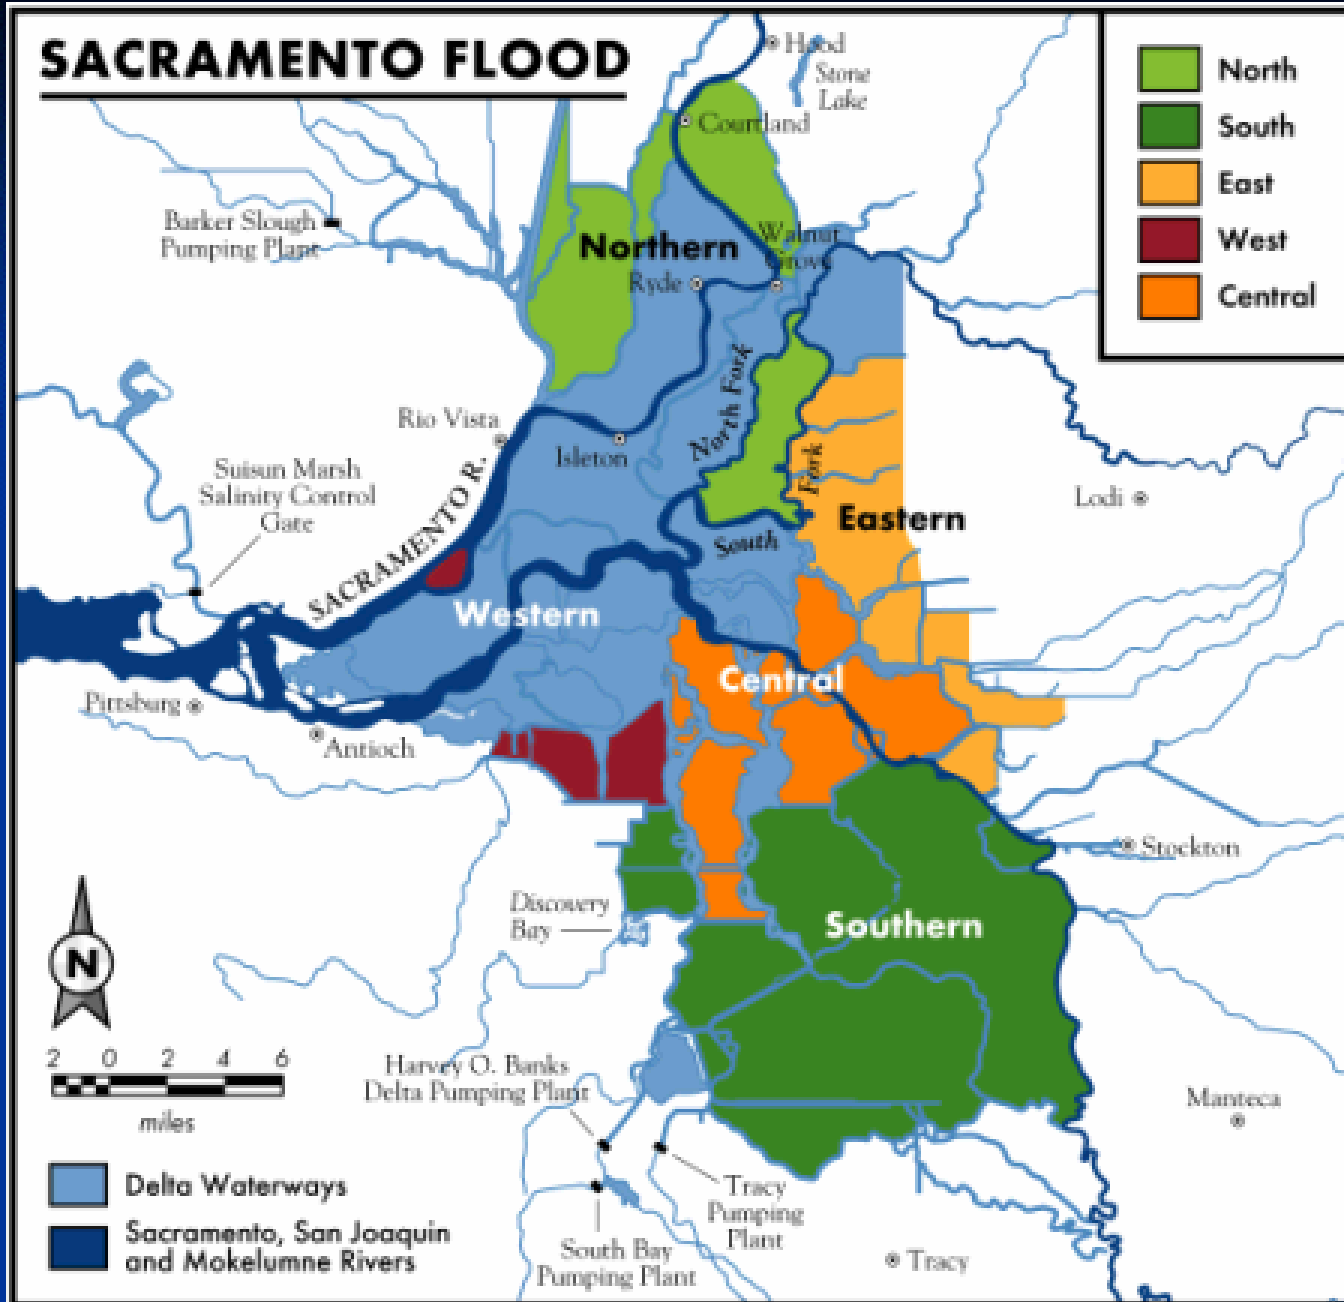 SACRAMENTO FLOOD
North
South
East
West
Central
Hood
Stone
Lake
Courtland
Barker Slough
Pumping Plant
Northern
Walnut
Grove
Ryde
North Fork
Rio Vista
Isleton
Suisun Marsh
Salinity Control
Gate
SACRAMENTO R.
South
Fork
Eastern
Lodi
Western
Central
Pittsburg
Antioch
Stockton
Discovery
Bay
Southern
N
2 0 2 4 6
miles
Harvey O. Banks
Delta Pumping Plant
Manteca
Delta Waterways
Sacramento, San Joaquin
and Mokelumne Rivers
Tracy
Pumping
Plant
South Bay
Pumping Plant
Tracy